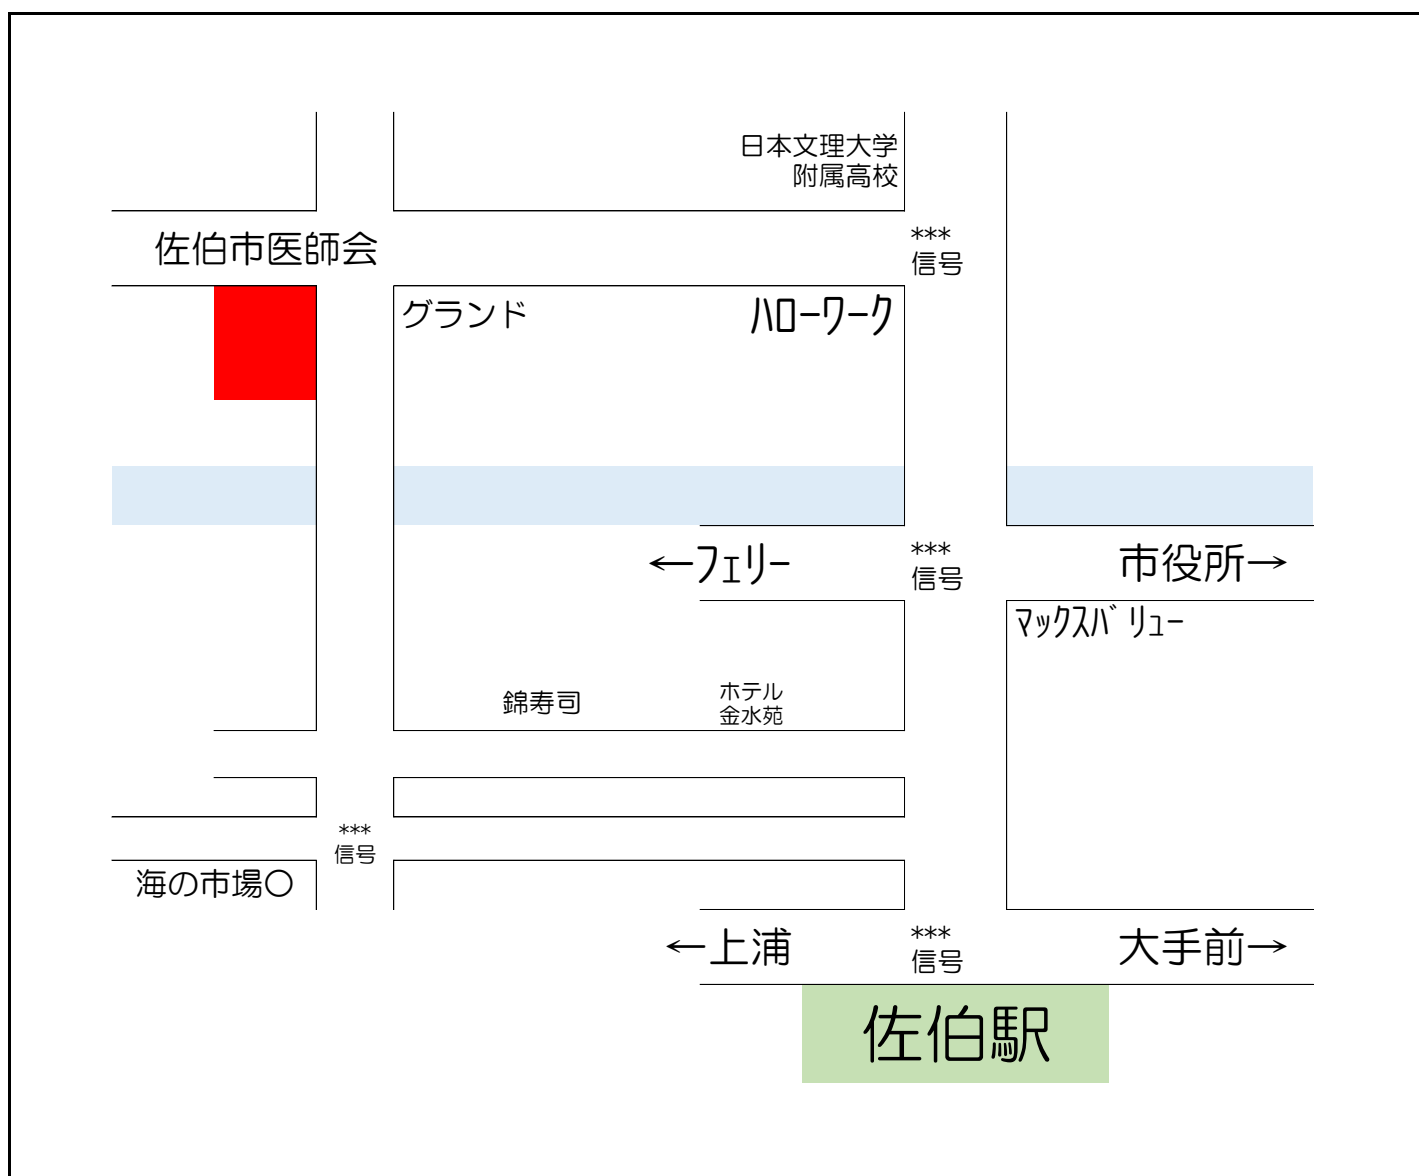 日本文理大学
附属高校
佐伯市医師会
***
信号
グランド
ﾊﾛｰﾜｰｸ
←ﾌｪﾘｰ
***
信号
市役所→
ﾏｯｸｽﾊﾞﾘｭｰ
錦寿司
ホテル
金水苑
***
信号
海の市場〇
←上浦
***
信号
大手前→
佐伯駅